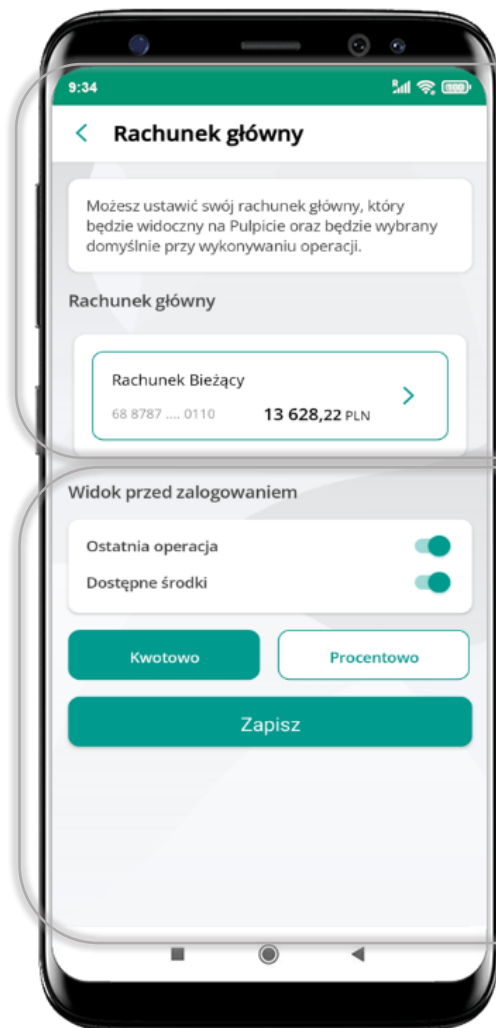 9:34
Rachunek główny
Możesz ustawić swój rachunek główny, który
będzie widoczny na Pulpicie oraz będzie wybrany
domyślnie przy wykonywaniu operacji.
Rachunek główny
Rachunek Bieżący
68 8787 .... 0110 13 628,22 PLN
Widok przed zalogowaniem
Ostatnia operacja
Dostępne środki
Kwotowo Procentowo
Zapisz